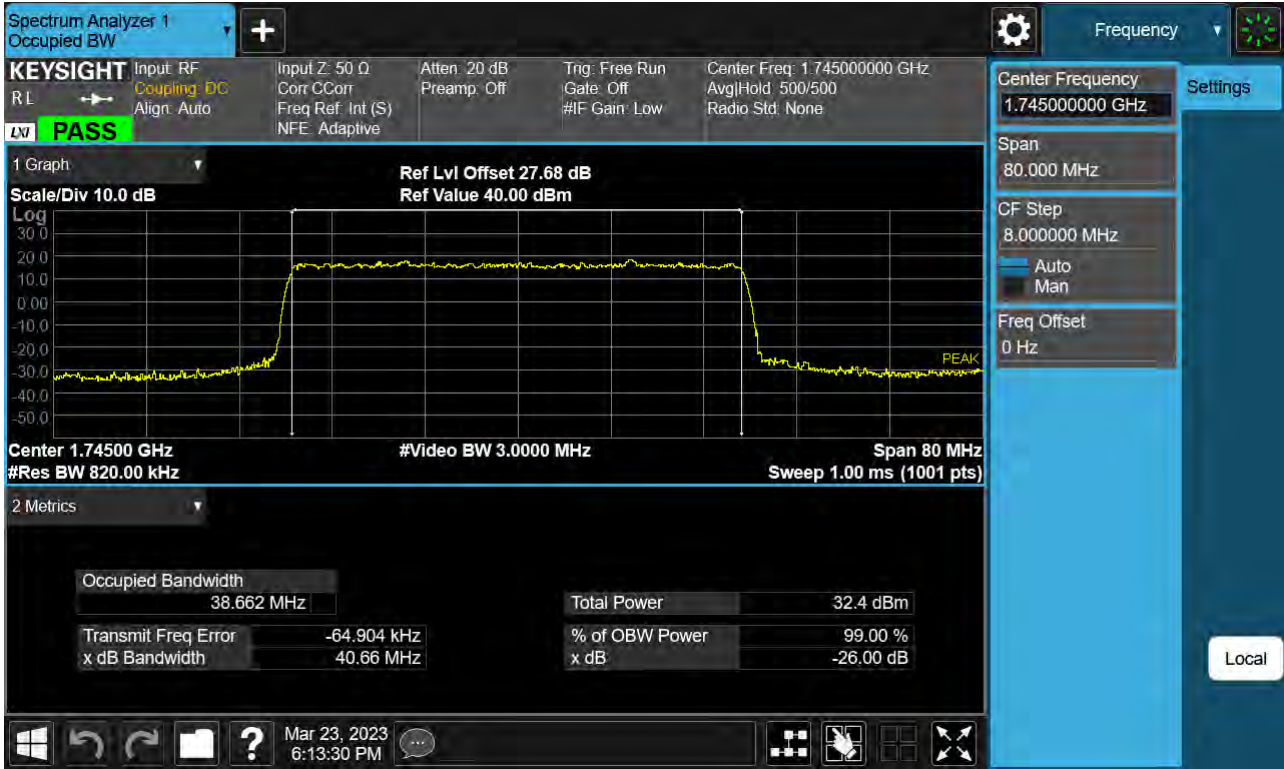 Spectrum Analyzer 1
Occupied BW
Frequency
KEYSIGHT
RL
LXI
PASS
Input: RF
Coupling: DC
Align: Auto
Input Z: 50 Ω
Corr CCorr
Freq Ref: Int (S)
NFE: Adaptive
Atten: 20 dB
Preamp: Off
Trig: Free Run
Gate: Off
#IF Gain: Low
Center Freq: 1.745000000 GHz
Avg|Hold: 500/500
Radio Std: None
1 Graph
Scale/Div 10.0 dB
Ref Lvl Offset 27.68 dB
Ref Value 40.00 dBm
Log
30.0
20.0
10.0
0.00
-10.0
-20.0
-30.0
-40.0
-50.0
PEAK
Center 1.74500 GHz
#Video BW 3.0000 MHz
Span 80 MHz
#Res BW 820.00 kHz
Sweep 1.00 ms (1001 pts)
2 Metrics
Occupied Bandwidth
38.662 MHz
Total Power 32.4 dBm
Transmit Freq Error -64.904 kHz
% of OBW Power 99.00 %
x dB Bandwidth 40.66 MHz
x dB -26.00 dB
Mar 23, 2023
6:13:30 PM
Center Frequency
1.745000000 GHz
Settings
Span
80.000 MHz
CF Step
8.000000 MHz
Auto
Man
Freq Offset
0 Hz
Local